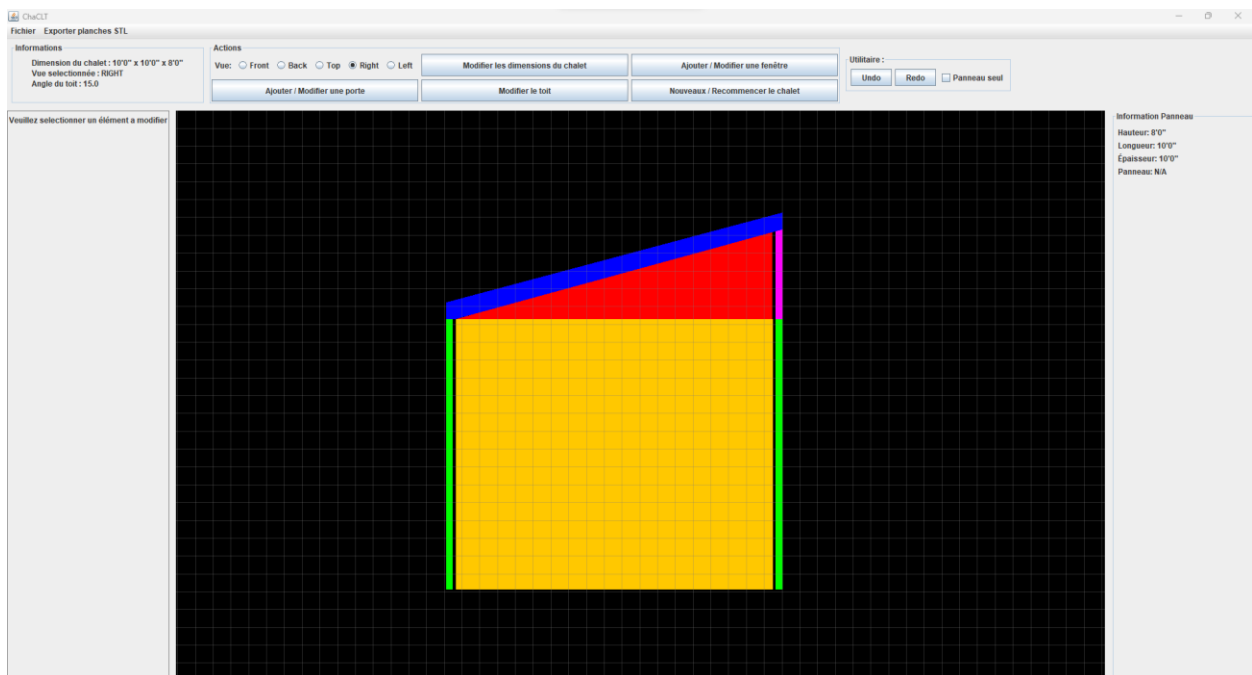 ChaCLT
Fichier Exporter planches STL
Informations
Dimension du chalet : 10'0" x 10'0" x 8'0"
Vue selectionnée : RIGHT
Angle du toit : 15.0
Actions
Vue: Front Back Top Right Left
Modifier les dimensions du chalet
Ajouter / Modifier une fenêtre
Ajouter / Modifier une porte
Modifier le toit
Nouveaux / Recommencer le chalet
Utilitaire :
Undo Redo Panneau seul
Veuillez selectionner un élément a modifier
Information Panneau
Hauteur: 8'0"
Longueur: 10'0"
Épaisseur: 10'0"
Panneau: N/A